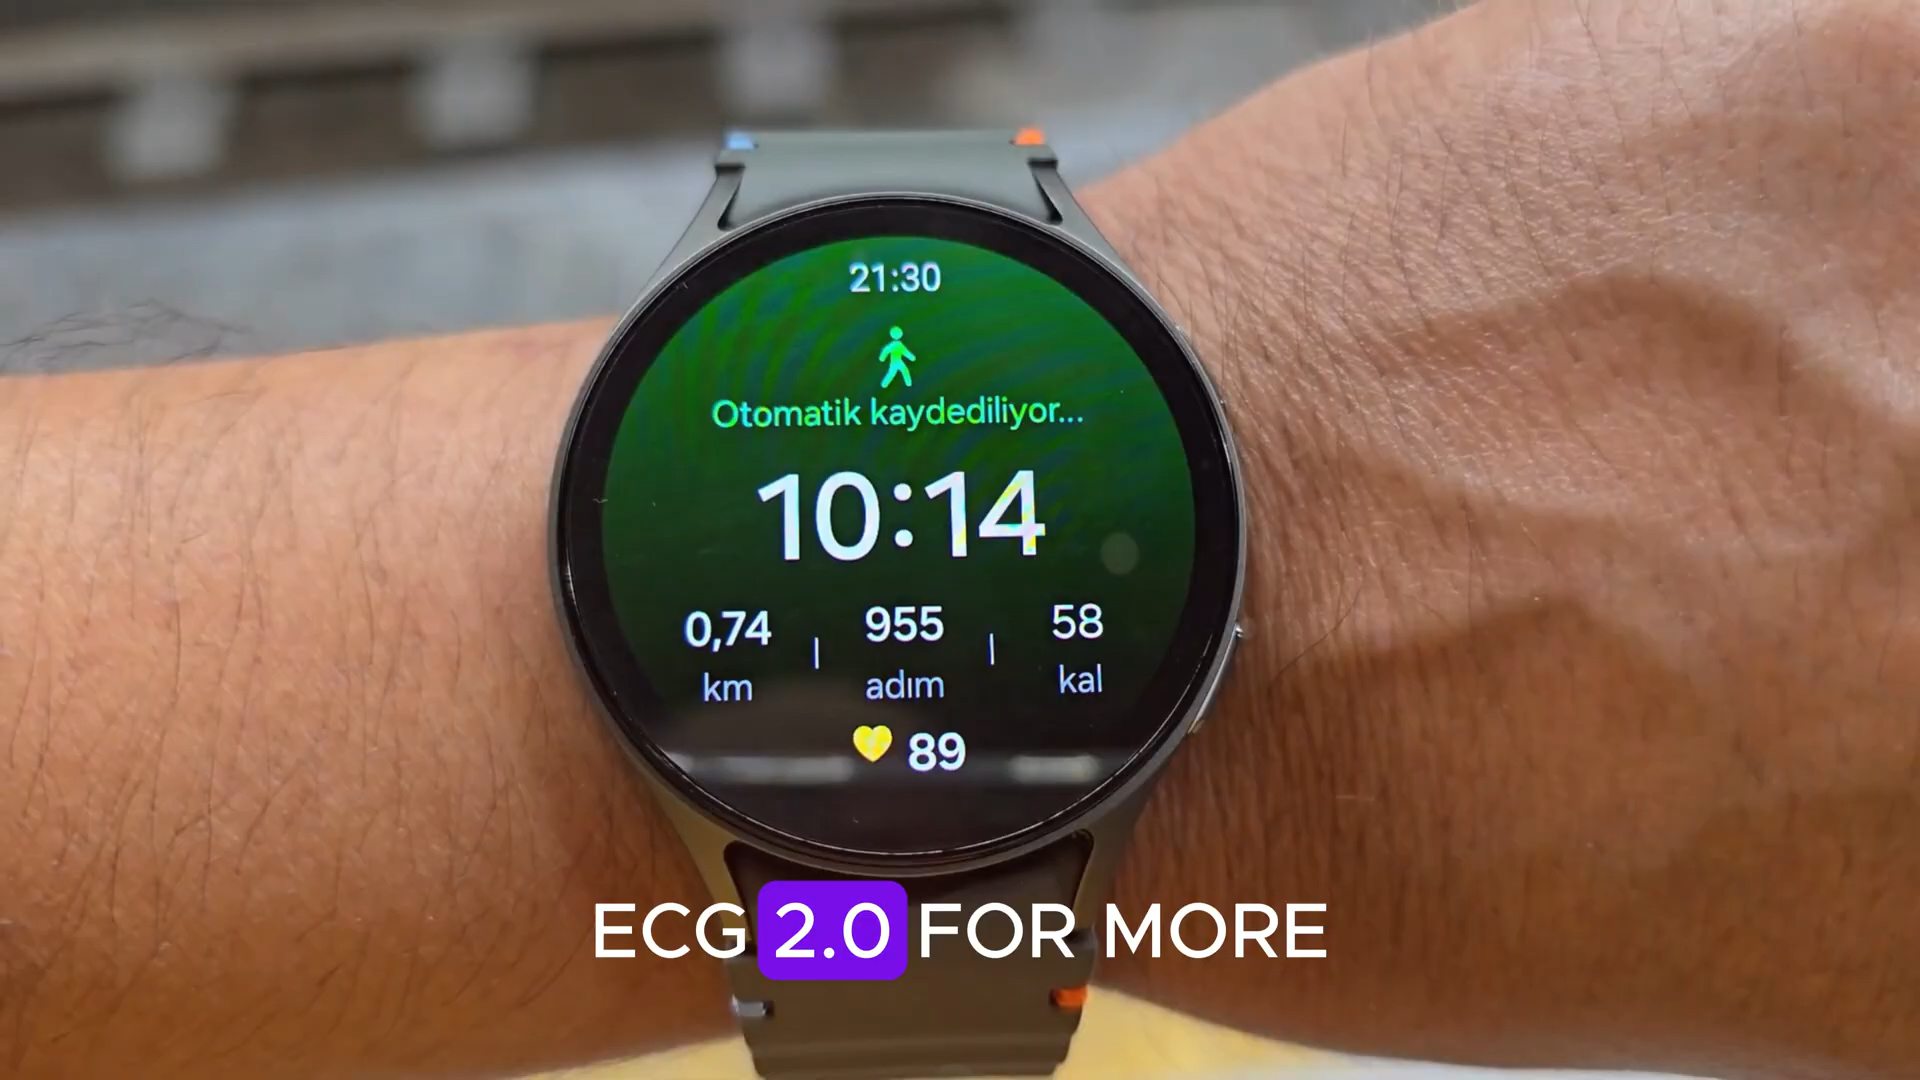 21:30
Otomatik kaydediliyor...
10:14
0,74 | 955 | 58
km adım kal
89
ECG 2.0 FOR MORE